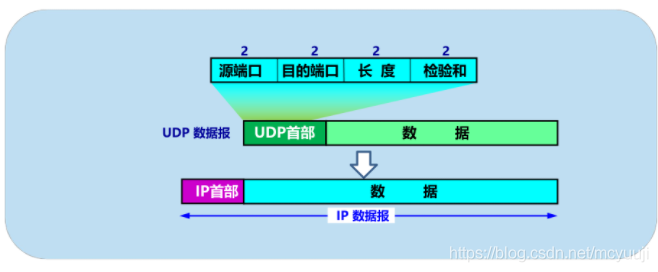 2 2 2 2
源端口 目的端口 长 度 检验和
UDP 数据报 UDP首部 数 据
IP首部 数 据
IP 数据报
https://blog.csdn.net/mcyuuji